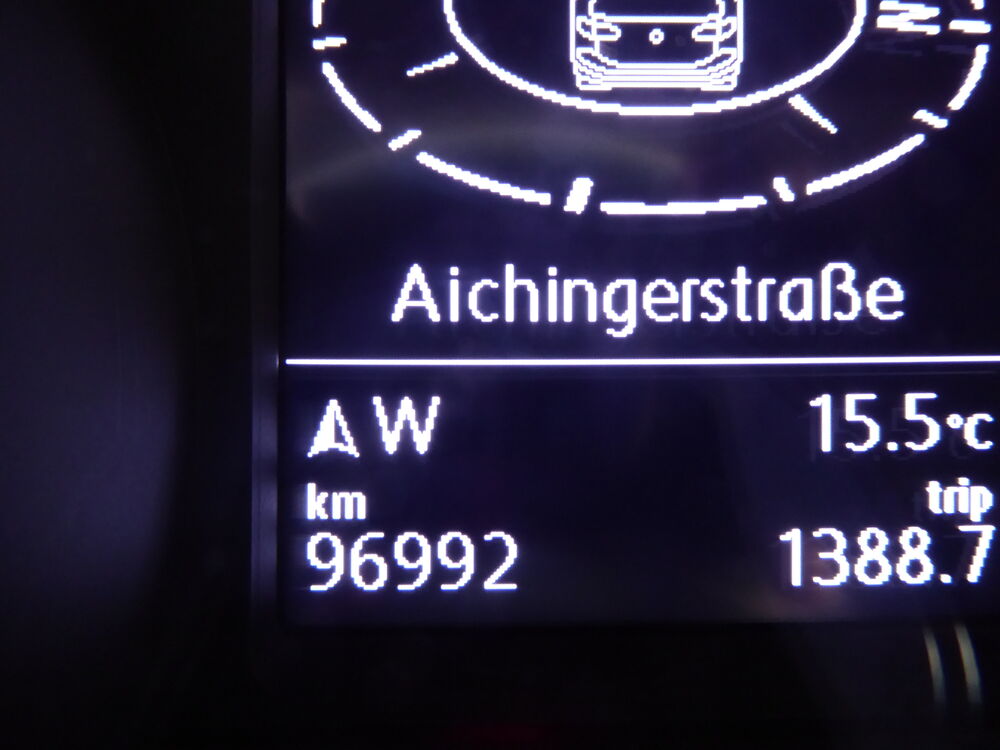 N
Aichingerstraße
W 15.5°C
km trip
96992 1388.7